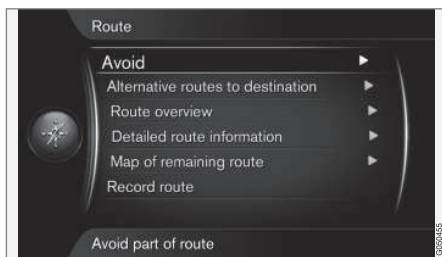 Route
Avoid
Alternative routes to destination
Route overview
Detailed route information
Map of remaining route
Record route
Avoid part of route
G050455